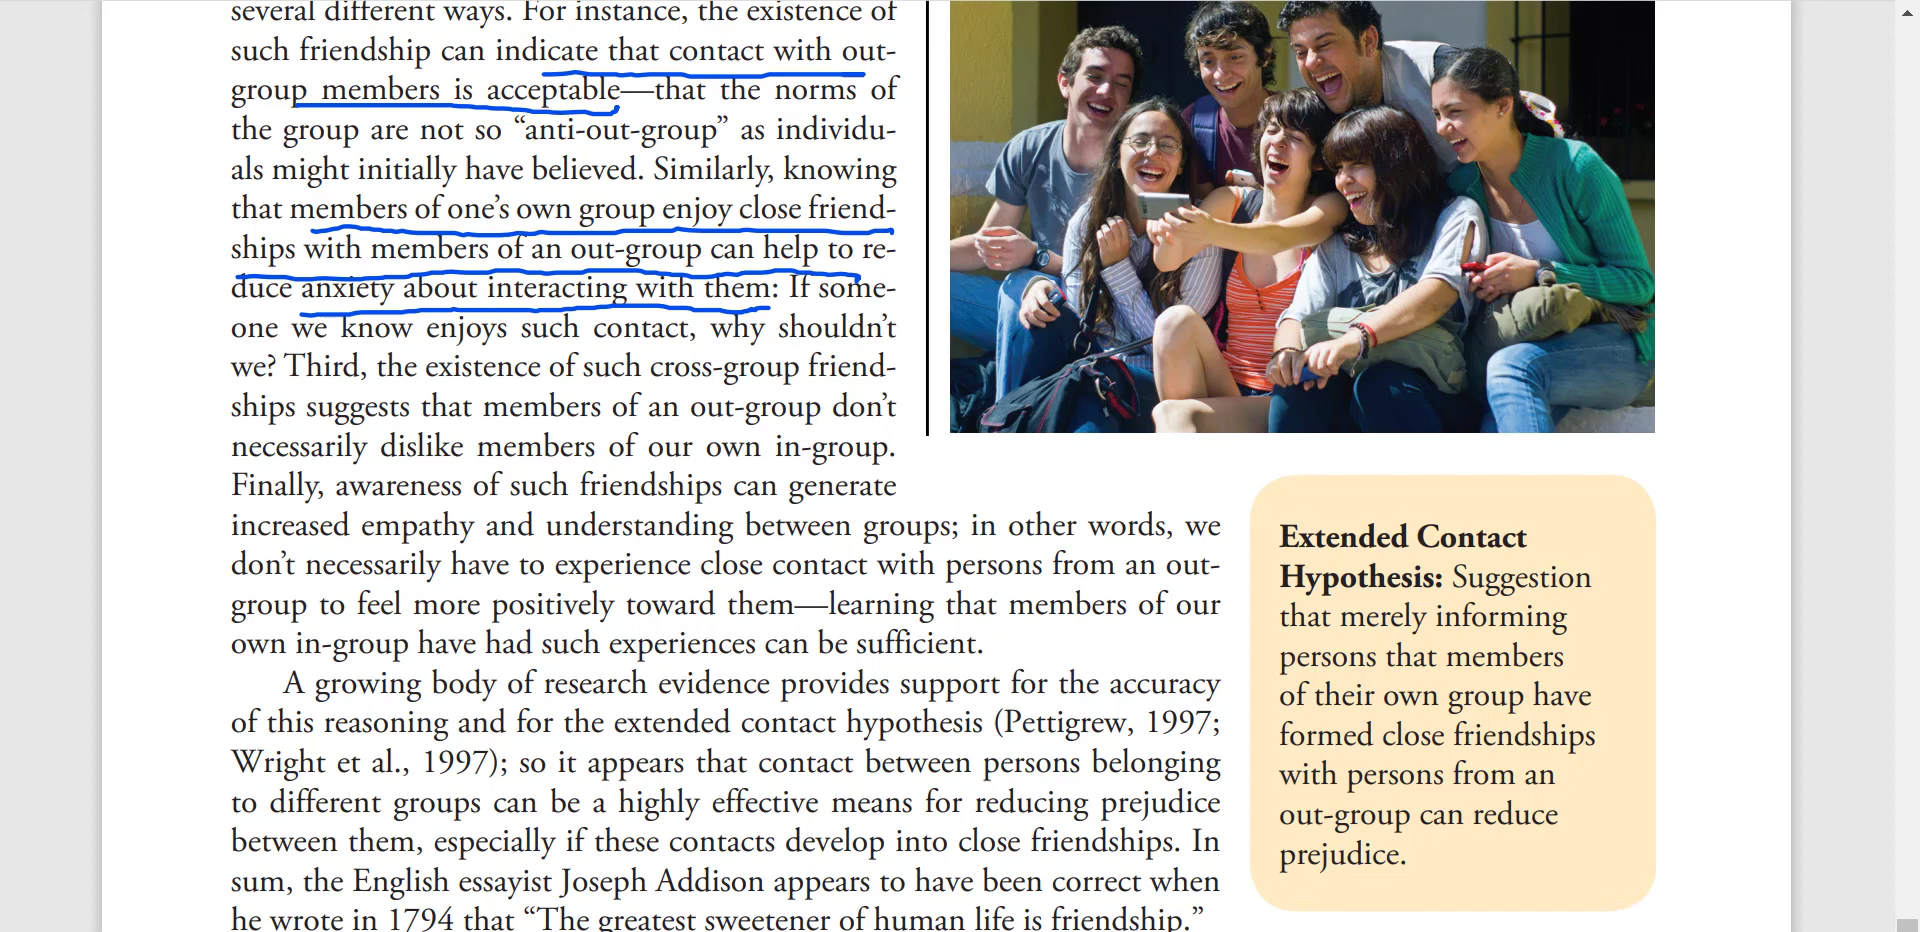 several different ways. For instance, the existence of
such friendship can indicate that contact with out-
group members is acceptable—that the norms of
the group are not so “anti-out-group” as individu-
als might initially have believed. Similarly, knowing
that members of one’s own group enjoy close friend-
ships with members of an out-group can help to re-
duce anxiety about interacting with them: If some-
one we know enjoys such contact, why shouldn’t
we? Third, the existence of such cross-group friend-
ships suggests that members of an out-group don’t
necessarily dislike members of our own in-group.
Finally, awareness of such friendships can generate
increased empathy and understanding between groups; in other words, we
don’t necessarily have to experience close contact with persons from an out-
group to feel more positively toward them—learning that members of our
own in-group have had such experiences can be sufficient.
A growing body of research evidence provides support for the accuracy
of this reasoning and for the extended contact hypothesis (Pettigrew, 1997;
Wright et al., 1997); so it appears that contact between persons belonging
to different groups can be a highly effective means for reducing prejudice
between them, especially if these contacts develop into close friendships. In
sum, the English essayist Joseph Addison appears to have been correct when
he wrote in 1794 that “The greatest sweetener of human life is friendship.”
Extended Contact
Hypothesis: Suggestion
that merely informing
persons that members
of their own group have
formed close friendships
with persons from an
out-group can reduce
prejudice.